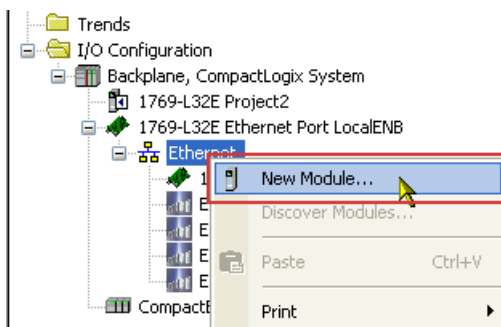 Trends
I/O Configuration
Backplane, CompactLogix System
1769-L32E Project2
1769-L32E Ethernet Port LocalENB
Ethernet
1
New Module...
E
Discover Modules...
E
E
Paste Ctrl+V
E
Print